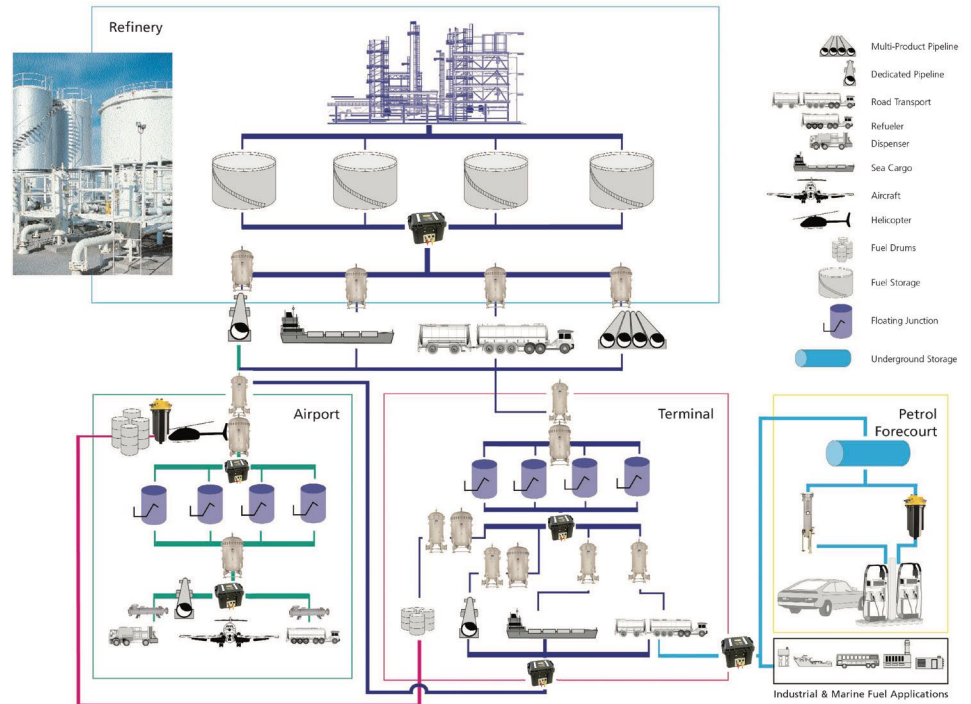 Refinery
Multi-Product Pipeline
Dedicated Pipeline
Road Transport
Refueler
Dispenser
Sea Cargo
Aircraft
Helicopter
Fuel Drums
Fuel Storage
Floating Junction
Underground Storage
Airport
Terminal
Petrol
Forecourt
Industrial & Marine Fuel Applications